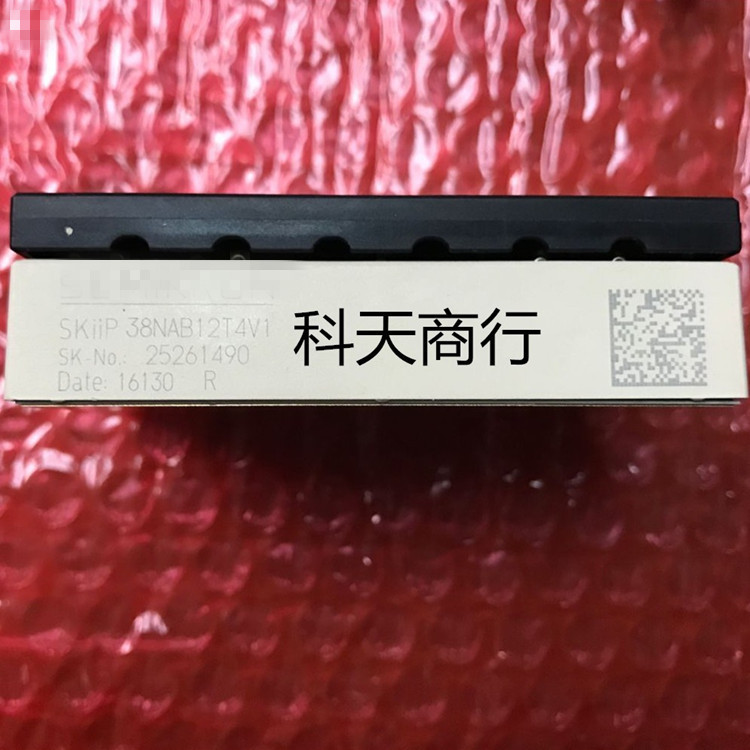 SKiiP 38NAB12T4V1
SK-No.: 25261490
Date: 16130 R
科天商行